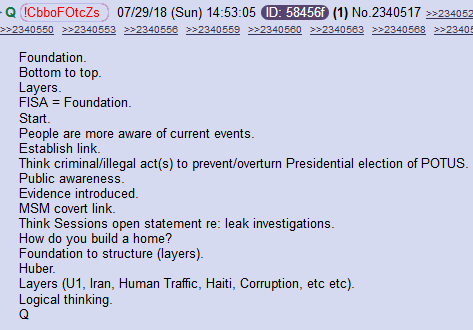 Q !CbboFOtcZs 07/29/18 (Sun) 14:53:05 ID: 58456f (1) No.2340517 >>234052
>>2340550 >>2340553 >>2340556 >>2340559 >>2340560 >>2340563 >>2340568 >>23405
Foundation.
Bottom to top.
Layers.
FISA = Foundation.
Start.
People are more aware of current events.
Establish link.
Think criminal/illegal act(s) to prevent/overturn Presidential election of POTUS.
Public awareness.
Evidence introduced.
MSM covert link.
Think Sessions open statement re: leak investigations.
How do you build a home?
Foundation to structure (layers).
Huber.
Layers (U1, Iran, Human Traffic, Haiti, Corruption, etc etc).
Logical thinking.
Q